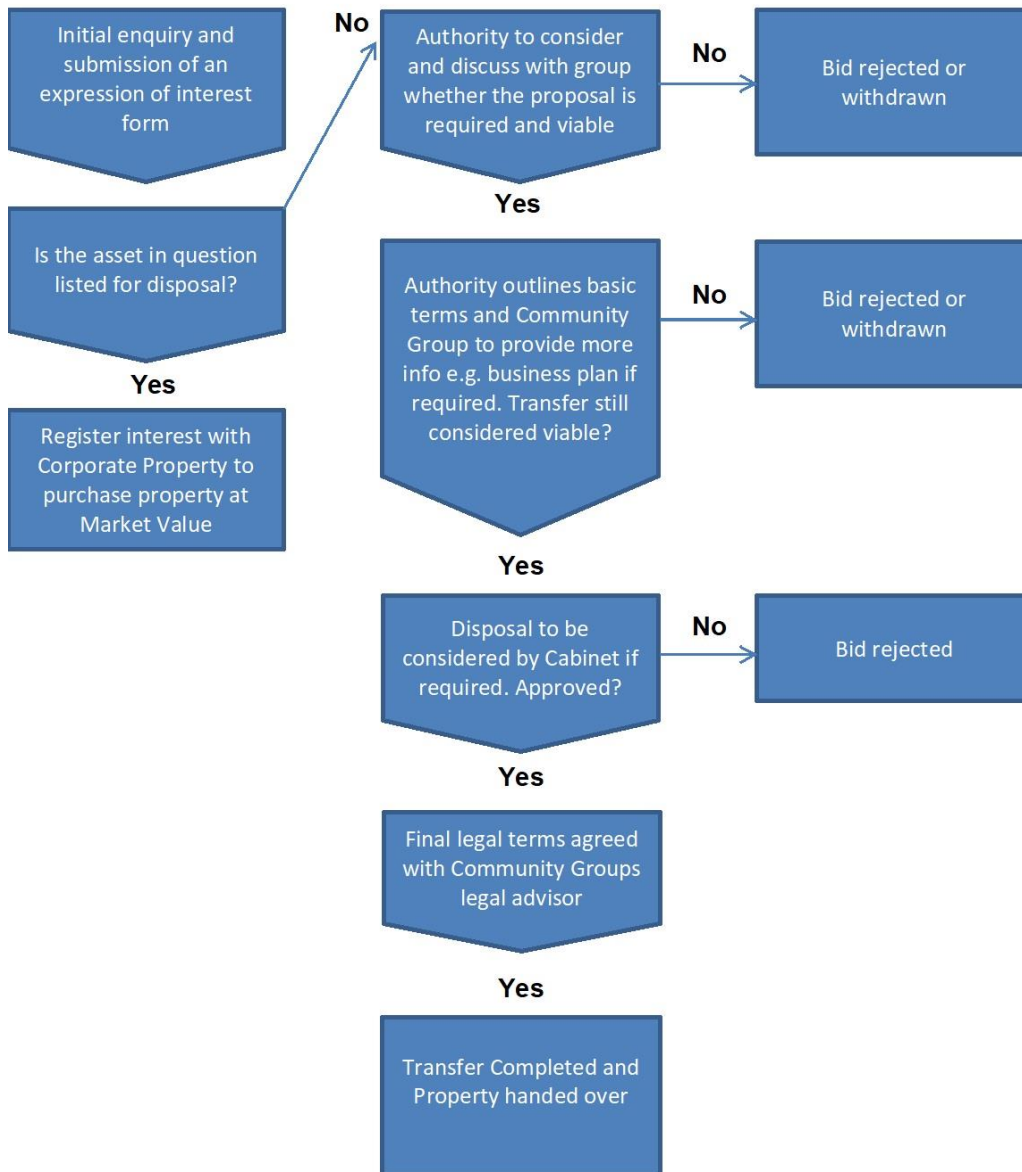 Initial enquiry and
submission of an
expression of interest
form
Is the asset in question
listed for disposal?
Yes
Register interest with
Corporate Property to
purchase property at
Market Value
No
Authority to consider
and discuss with group
whether the proposal is
required and viable
No
Bid rejected or
withdrawn
Yes
Authority outlines basic
terms and Community
Group to provide more
info e.g. business plan if
required. Transfer still
considered viable?
No
Bid rejected or
withdrawn
Yes
Disposal to be
considered by Cabinet if
required. Approved?
No
Bid rejected
Yes
Final legal terms agreed
with Community Groups
legal advisor
Yes
Transfer Completed and
Property handed over